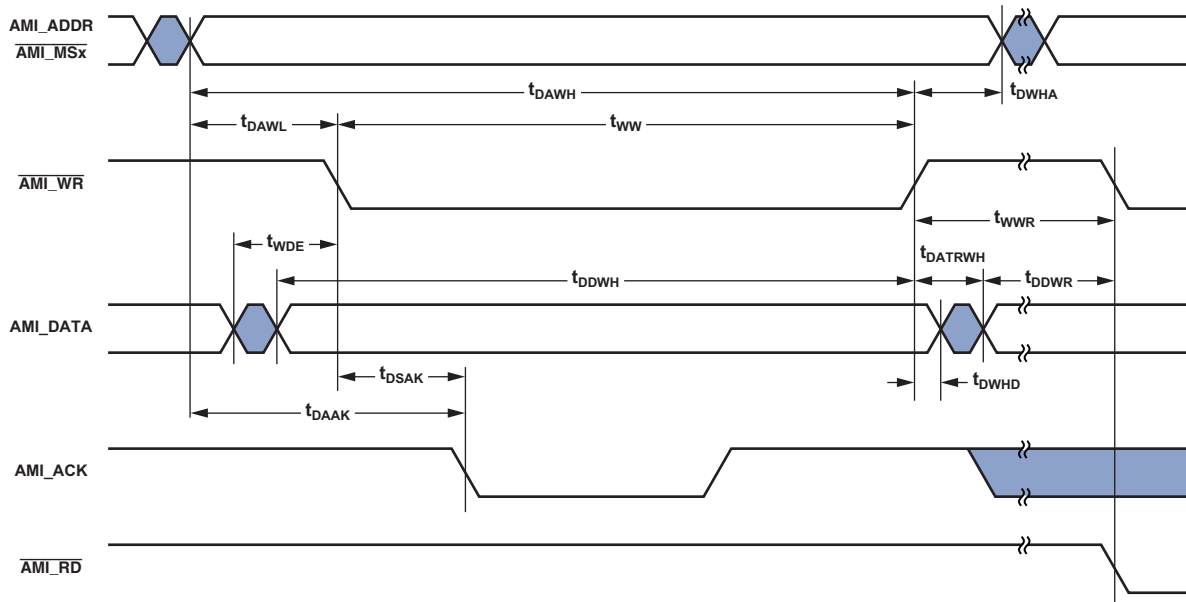 AMI_ADDR
AMI_MSx
tDAWH
tDWHA
tDAWL
tWW
AMI_WR
tWWR
tWDE
tDATRWH
tDDWH
tDDWR
AMI_DATA
tDSAK
tDWHD
tDAAK
AMI_ACK
AMI_RD